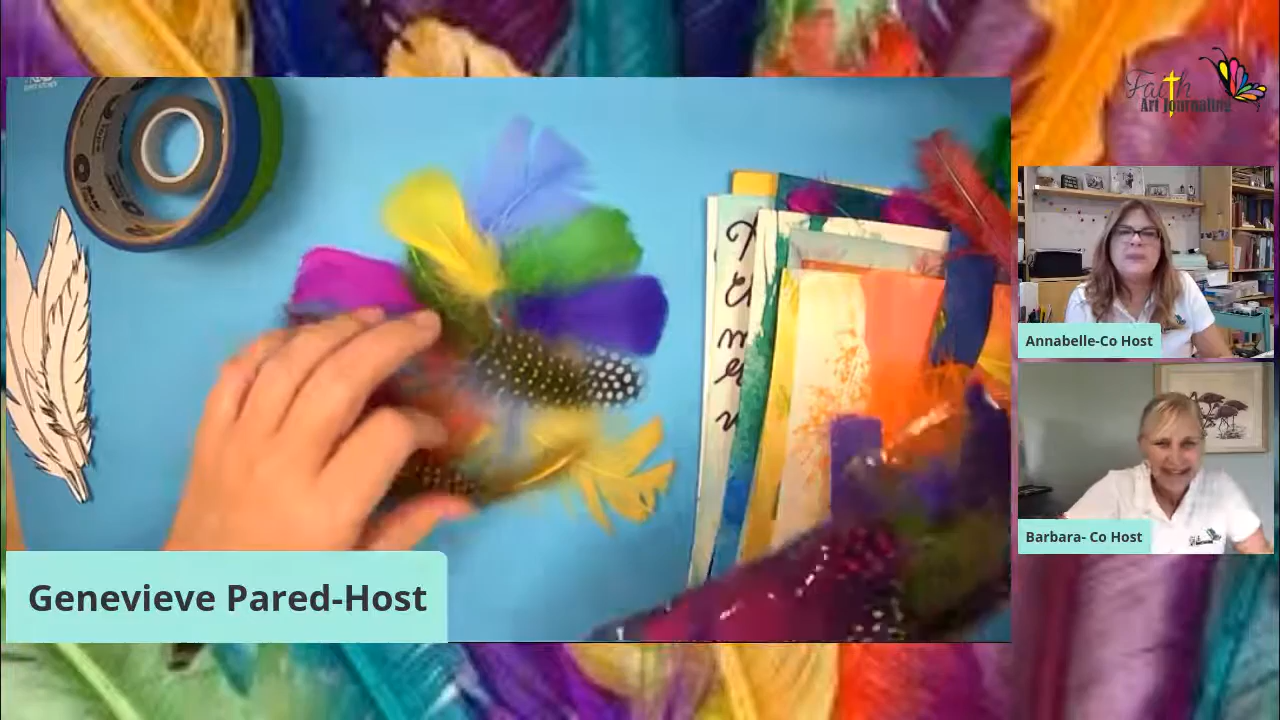 Faith
Art Journaling
Annabelle-Co Host
Genevieve Pared-Host
Barbara- Co Host